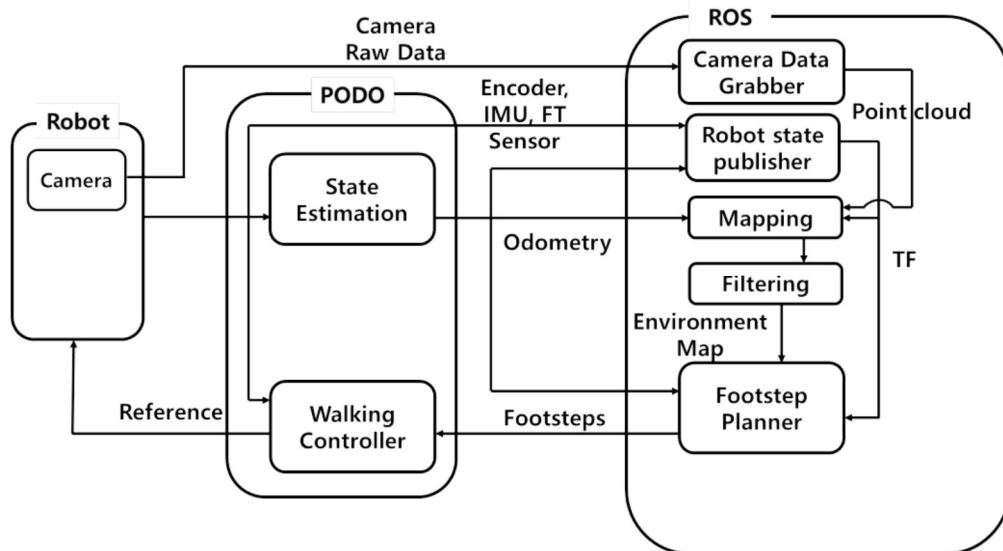 ROS
Camera
Raw Data
Camera Data
Grabber
Robot
PODO
Encoder,
IMU, FT
Sensor
Point cloud
Robot state
publisher
Camera
State
Estimation
Mapping
Odometry
TF
Filtering
Environment
Map
Reference
Walking
Controller
Footsteps
Footstep
Planner